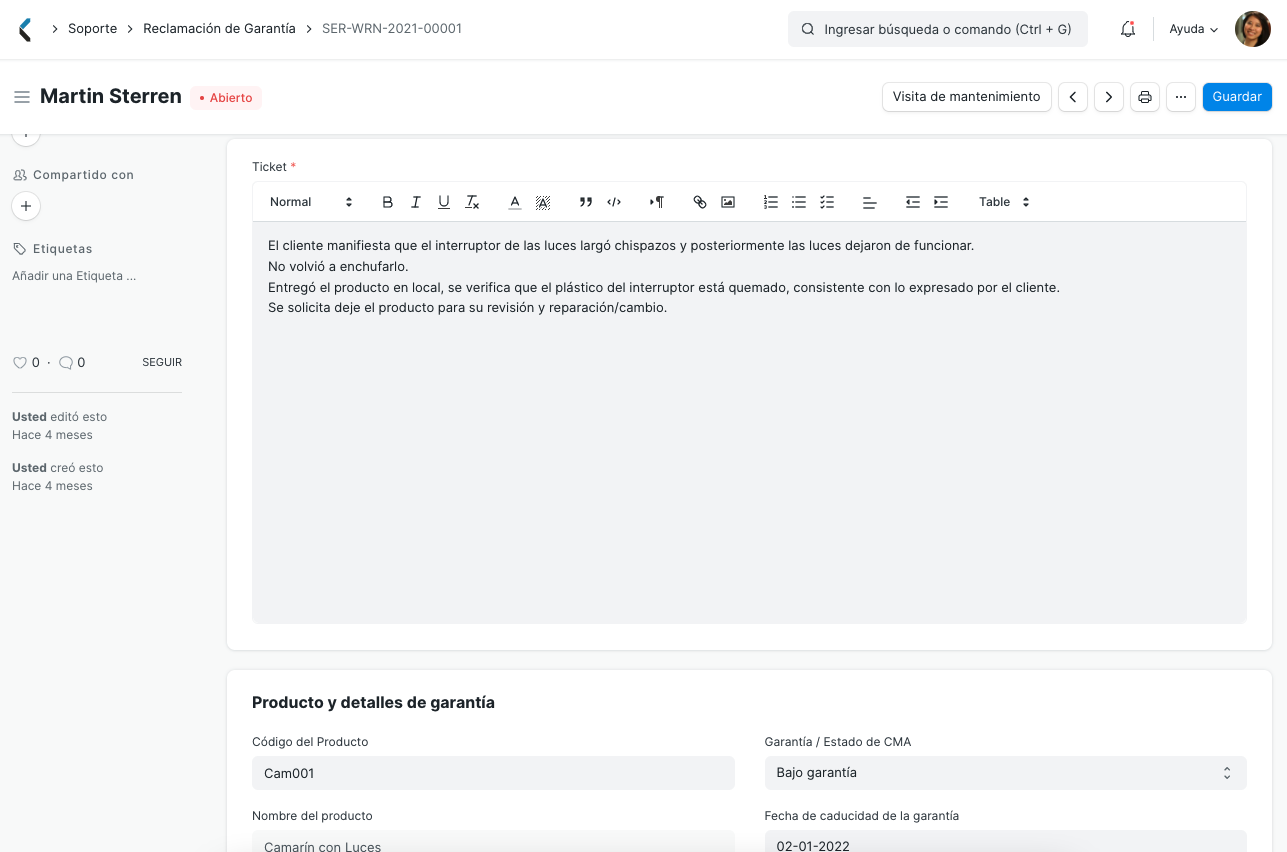 Soporte Reclamación de Garantía SER-WRN-2021-00001
Ingresar búsqueda o comando (Ctrl + G)
Ayuda
Martin Sterren
Abierto
Visita de mantenimiento
Guardar
Compartido con
Etiquetas
Añadir una Etiqueta ...
0 · 0
SEGUIR
Usted editó esto
Hace 4 meses
Usted creó esto
Hace 4 meses
Ticket *
Normal
Table
El cliente manifiesta que el interruptor de las luces largó chispazos y posteriormente las luces dejaron de funcionar.
No volvió a enchufarlo.
Entregó el producto en local, se verifica que el plástico del interruptor está quemado, consistente con lo expresado por el cliente.
Se solicita deje el producto para su revisión y reparación/cambio.
Producto y detalles de garantía
Código del Producto
Cam001
Garantía / Estado de CMA
Bajo garantía
Nombre del producto
Camarín con Luces
Fecha de caducidad de la garantía
02-01-2022